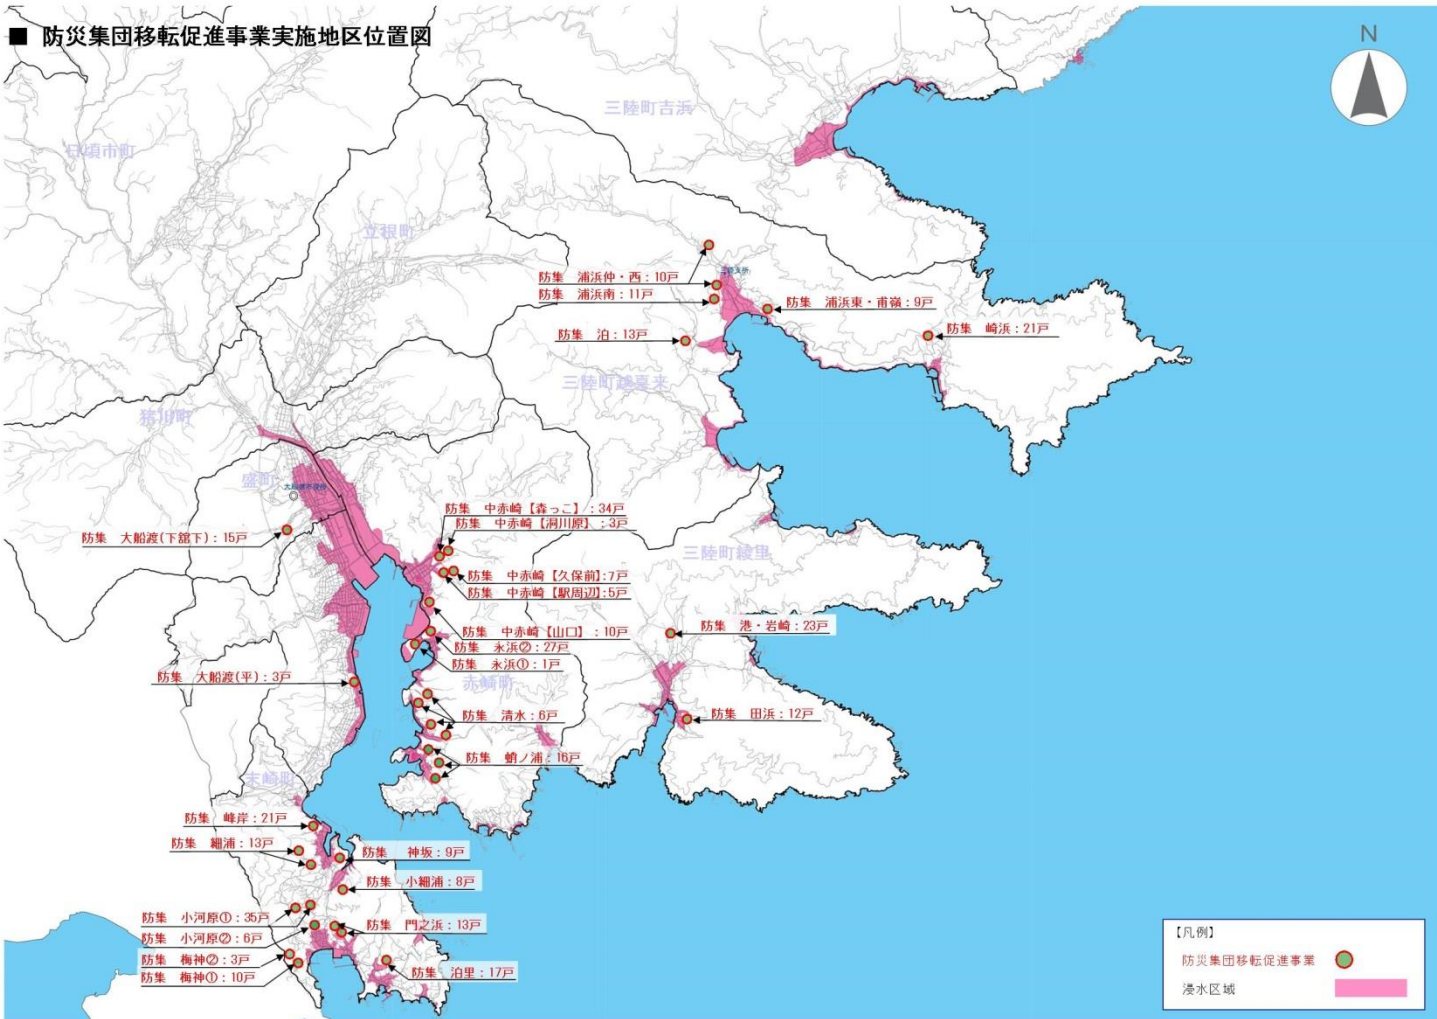 ■ 防災集団移転促進事業実施地区位置図
N
三陸町吉浜
日頃市町
立根町
防集 浦浜仲・西：10戸
防集 浦浜南：11戸
防集 浦浜東・甫嶺：9戸
防集 泊：13戸
防集 崎浜：21戸
三陸町越喜来
猪川町
盛町
防集 大船渡(下舘下)：15戸
防集 中赤崎【森っこ】：34戸
防集 中赤崎【洞川原】：3戸
防集 中赤崎【久保前】：7戸
防集 中赤崎【駅周辺】：5戸
防集 中赤崎【山口】：10戸
防集 永浜②：27戸
防集 永浜①：1戸
三陸町綾里
防集 港・岩崎：23戸
防集 大船渡(平)：3戸
赤崎町
防集 清水：6戸
防集 田浜：12戸
防集 蛸ノ浦：16戸
末崎町
防集 峰岸：21戸
防集 細浦：13戸
防集 神坂：9戸
防集 小細浦：8戸
防集 小河原①：35戸
防集 小河原②：6戸
防集 門之浜：13戸
防集 梅神②：3戸
防集 梅神①：10戸
防集 泊里：17戸
【凡例】
防災集団移転促進事業
浸水区域